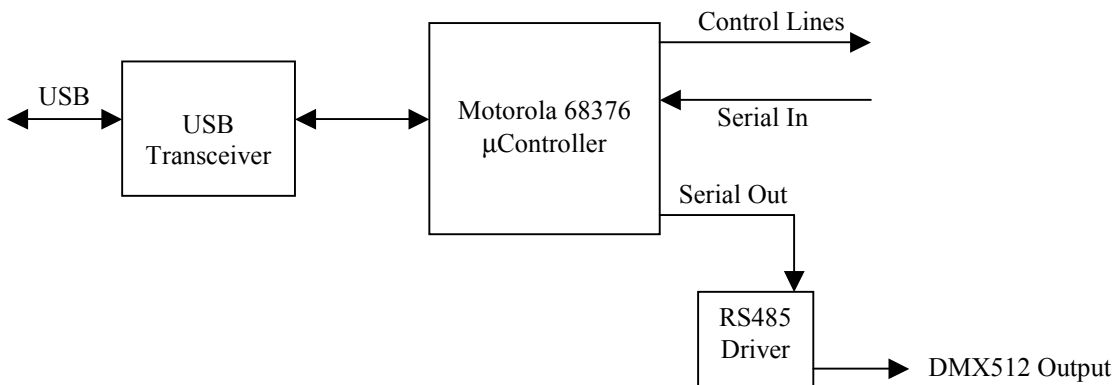 Control Lines
USB
USB
Transceiver
Motorola 68376
μController
Serial In
Serial Out
RS485
Driver
DMX512 Output